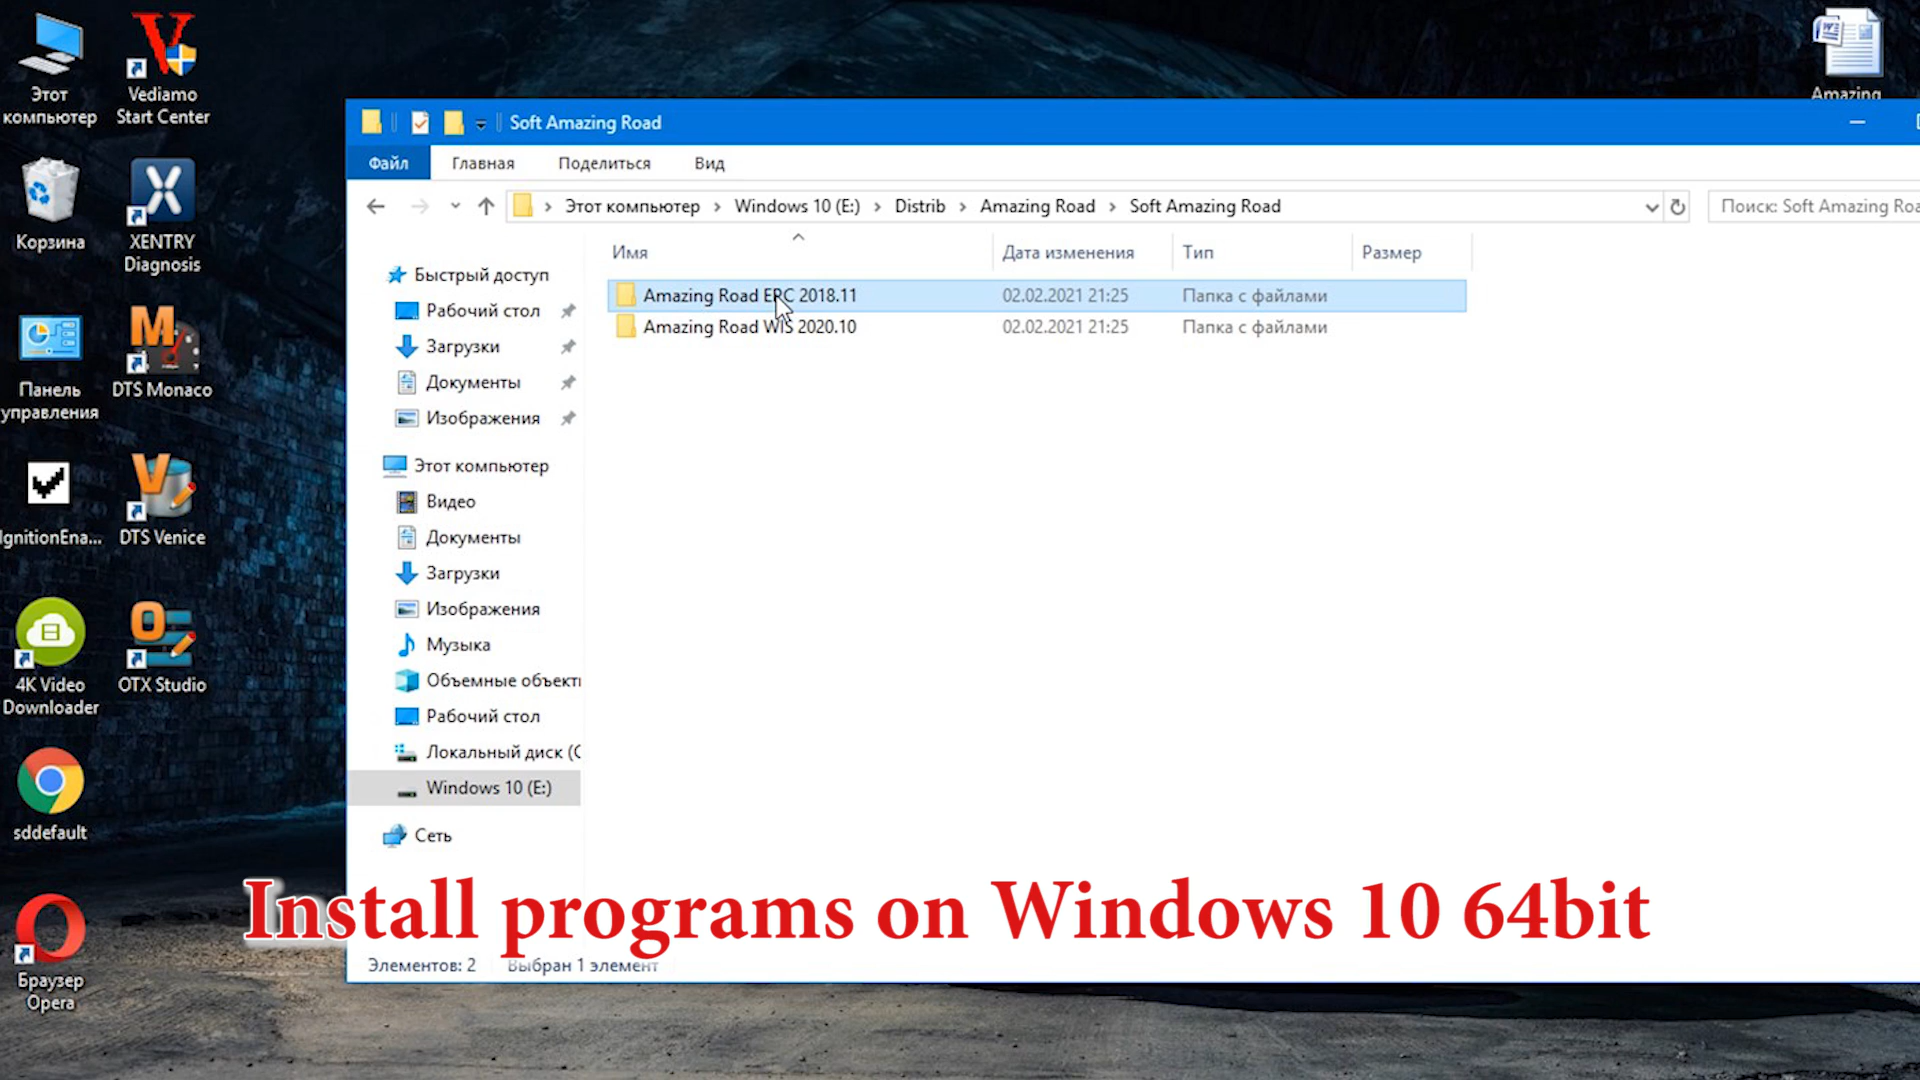 Этот
компьютер
Vediamo
Start Center
Корзина
XENTRY
Diagnosis
Панель
управления
DTS Monaco
IgnitionEna...
DTS Venice
4K Video
Downloader
OTX Studio
sddefault
Браузер
Opera
Amazing
Soft Amazing Road
Файл Главная Поделиться Вид
Этот компьютер Windows 10 (E:) Distrib Amazing Road Soft Amazing Road
Поиск: Soft Amazing Roa
Имя Дата изменения Тип Размер
Amazing Road EPC 2018.11 02.02.2021 21:25 Папка с файлами
Amazing Road WIS 2020.10 02.02.2021 21:25 Папка с файлами
Быстрый доступ
Рабочий стол
Загрузки
Документы
Изображения
Этот компьютер
Видео
Документы
Загрузки
Изображения
Музыка
Объемные объекти
Рабочий стол
Локальный диск (C
Windows 10 (E:)
Сеть
Install programs on Windows 10 64bit
Элементов: 2 Выбран 1 элемент